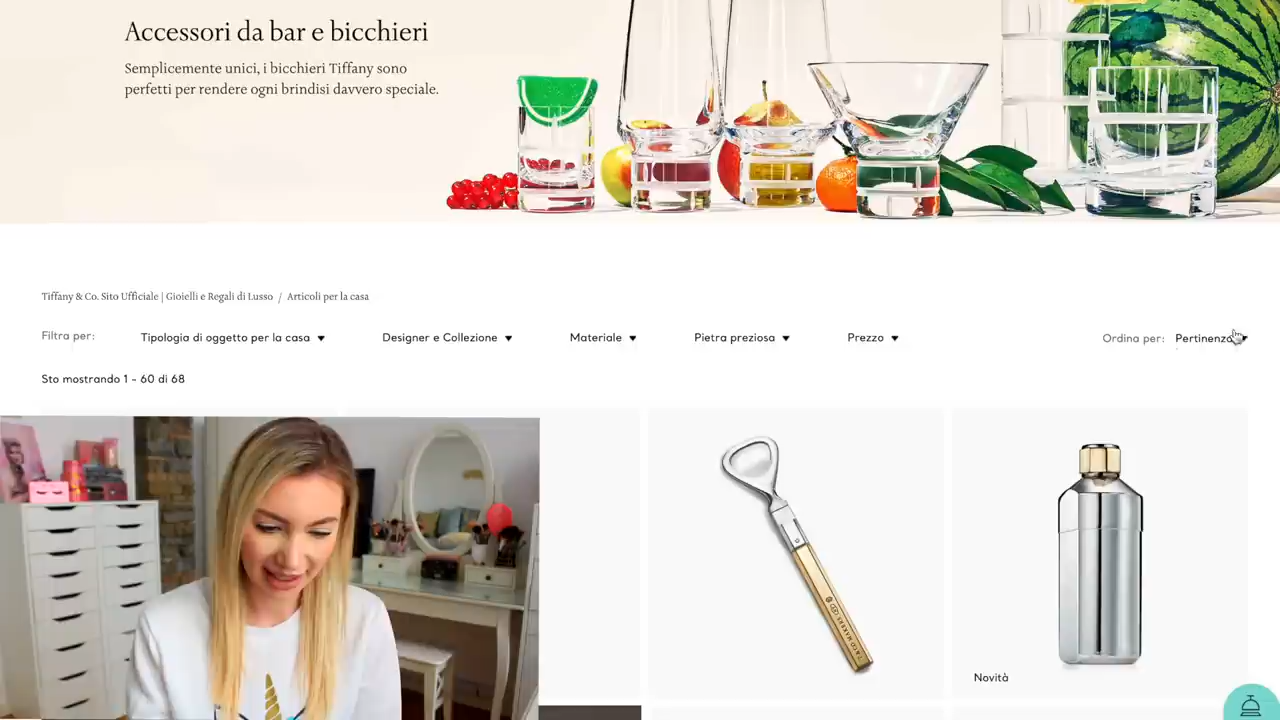 Accessori da bar e bicchieri
Semplicemente unici, i bicchieri Tiffany sono
perfetti per rendere ogni brindisi davvero speciale.
Tiffany & Co. Sito Ufficiale | Gioielli e Regali di Lusso / Articoli per la casa
Filtra per: Tipologia di oggetto per la casa Designer e Collezione Materiale Pietra preziosa Prezzo Ordina per: Pertinenza
Sto mostrando 1 - 60 di 68
Novità